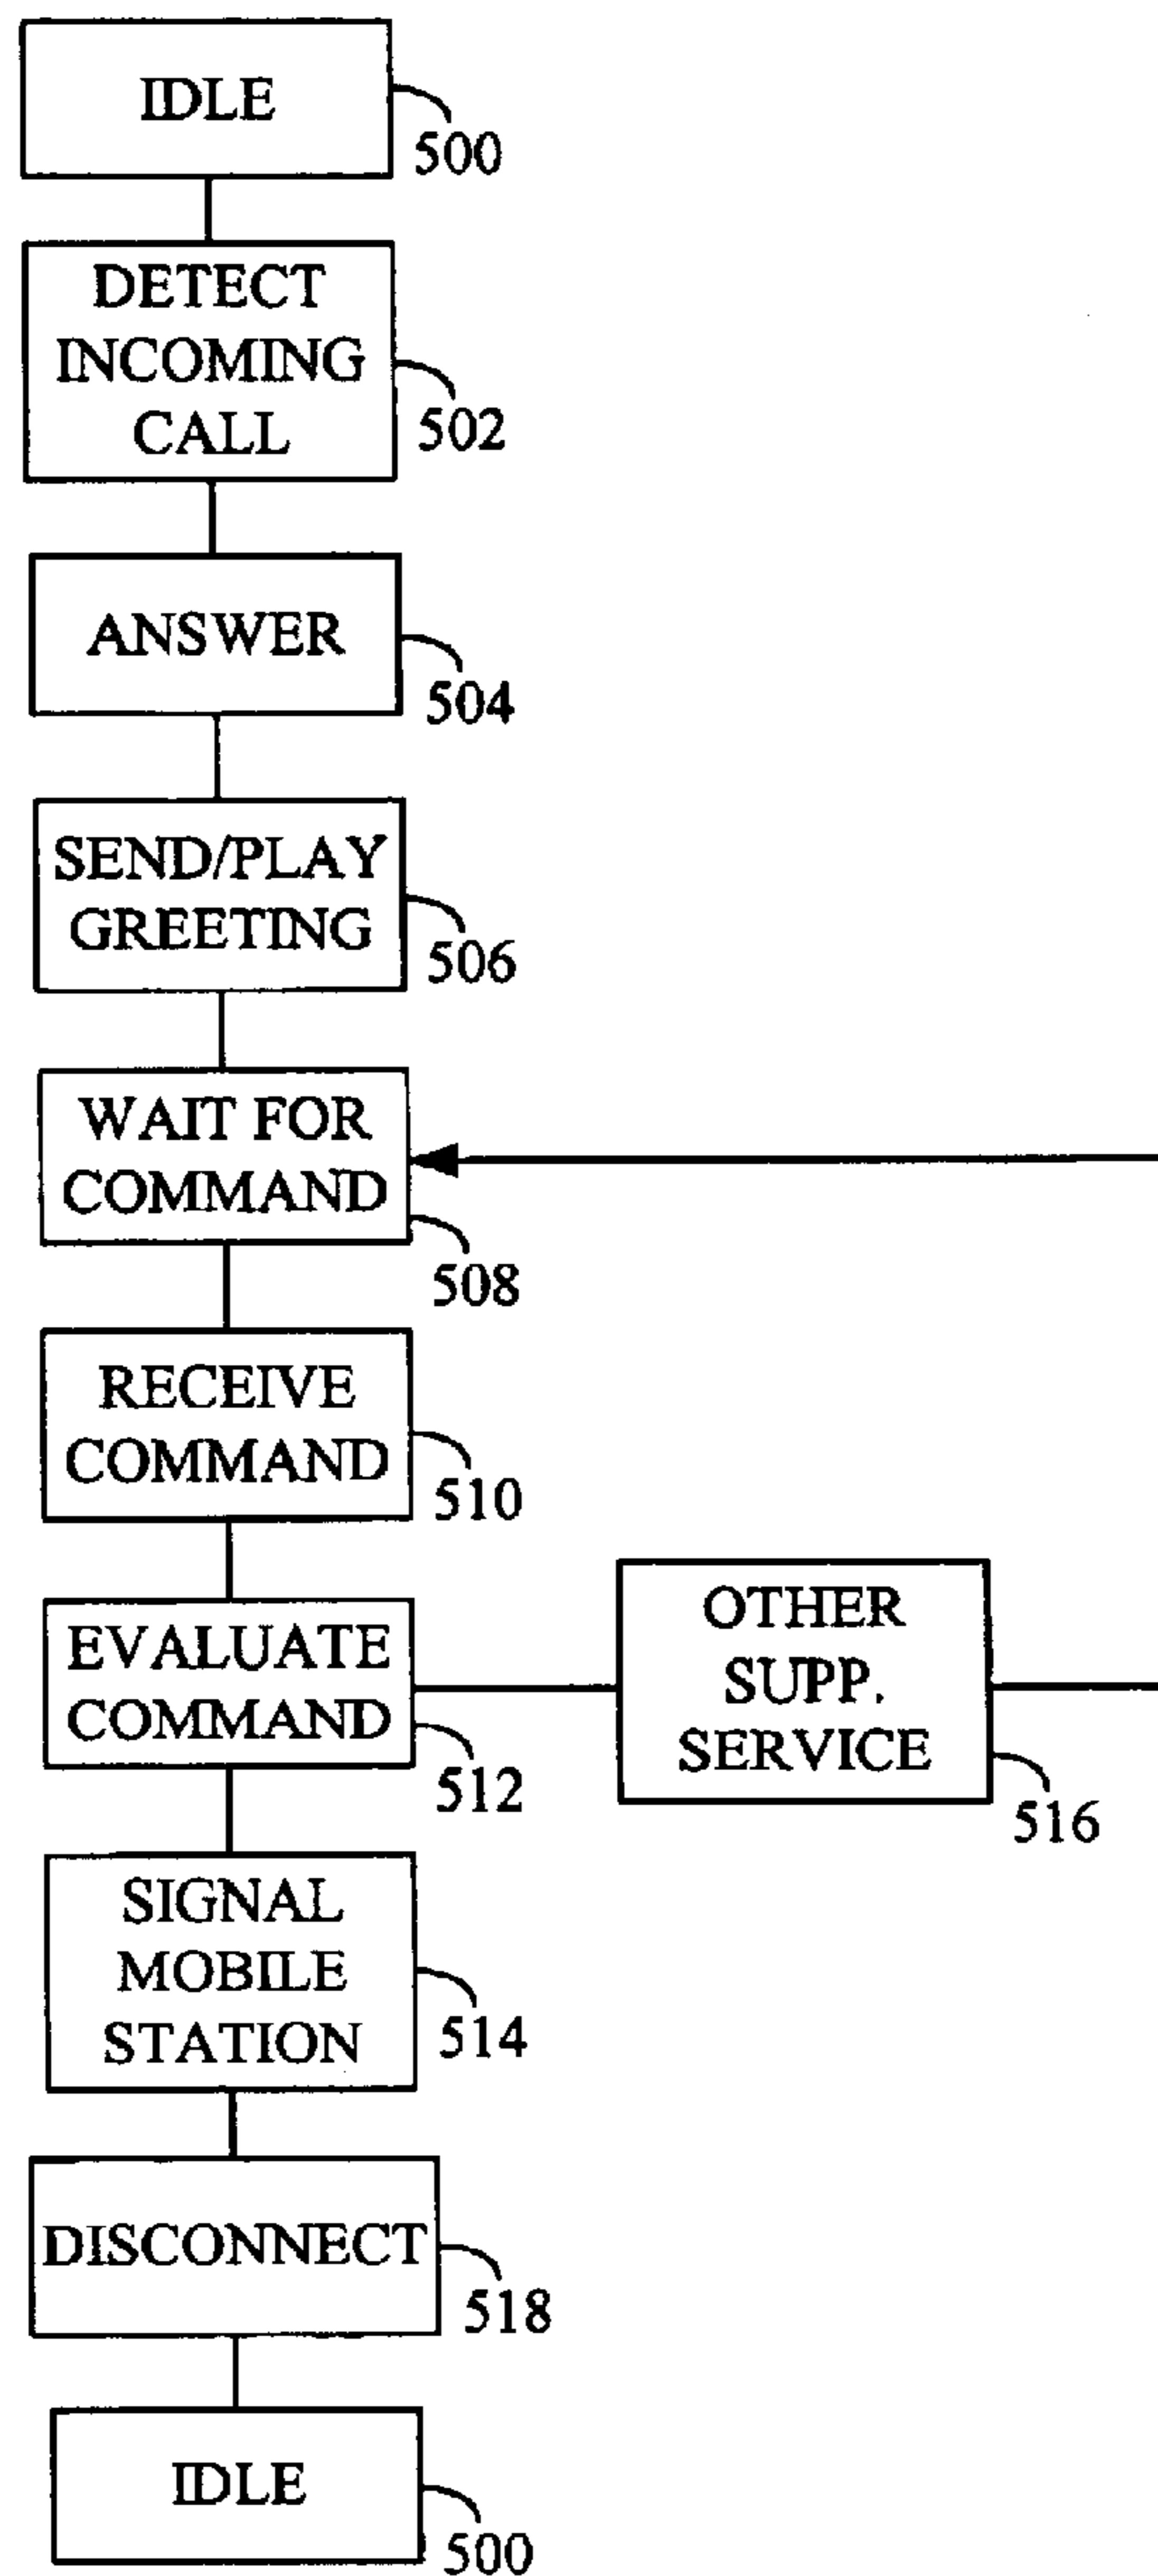 IDLE
500
DETECT
INCOMING
CALL
502
ANSWER
504
SEND/PLAY
GREETING
506
WAIT FOR
COMMAND
508
RECEIVE
COMMAND
510
EVALUATE
COMMAND
512
OTHER
SUPP.
SERVICE
516
SIGNAL
MOBILE
STATION
514
DISCONNECT
518
IDLE
500